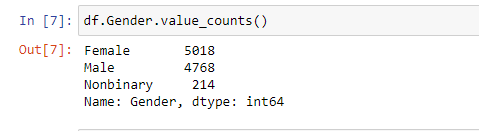 In [7]: df.Gender.value_counts()
Out[7]: Female 5018
Male 4768
Nonbinary 214
Name: Gender, dtype: int64